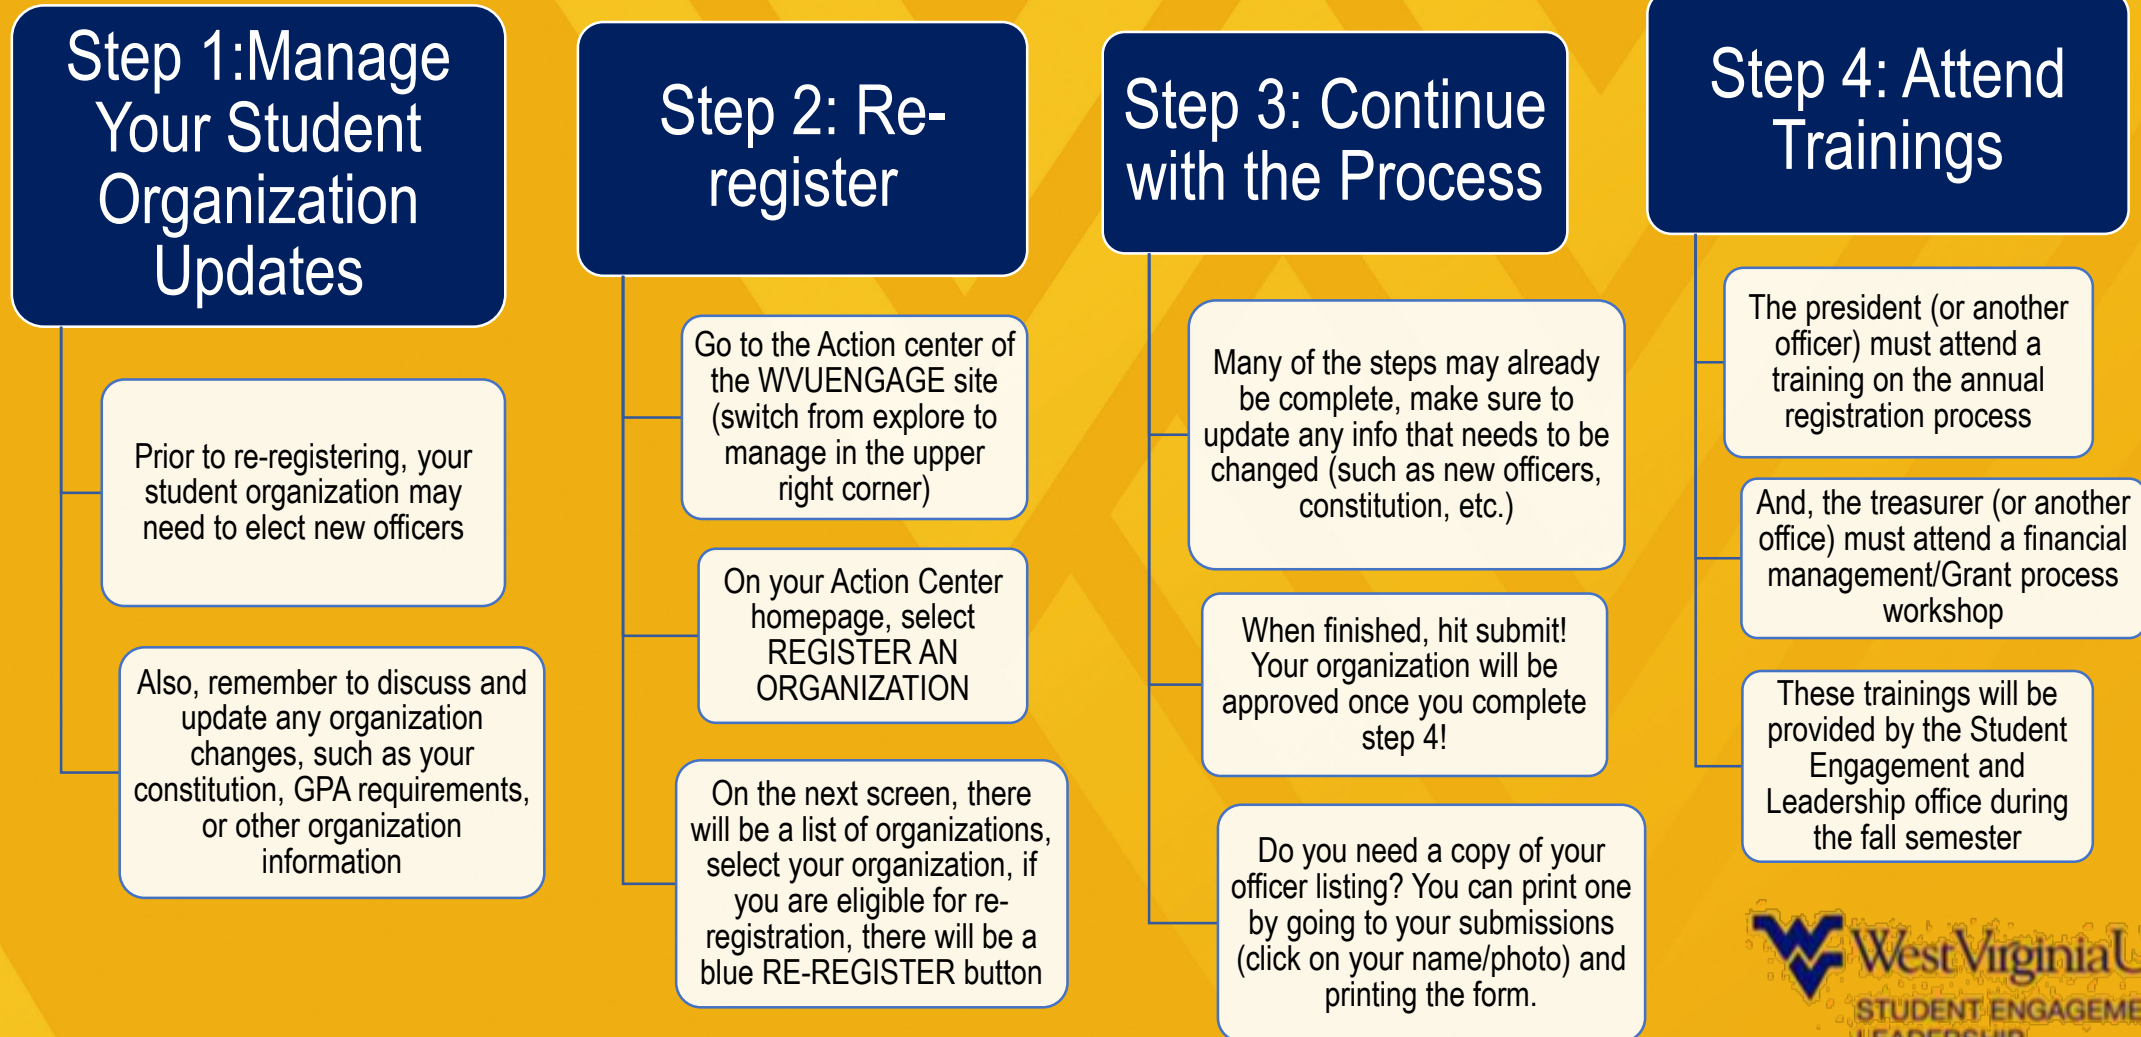 Step 1:Manage
Your Student
Organization
Updates
Prior to re-registering, your
student organization may
need to elect new officers
Also, remember to discuss and
update any organization
changes, such as your
constitution, GPA requirements,
or other organization
information
Step 2: Re-
register
Go to the Action center of
the WVUENGAGE site
(switch from explore to
manage in the upper
right corner)
On your Action Center
homepage, select
REGISTER AN
ORGANIZATION
On the next screen, there
will be a list of organizations,
select your organization, if
you are eligible for re-
registration, there will be a
blue RE-REGISTER button
Step 3: Continue
with the Process
Many of the steps may already
be complete, make sure to
update any info that needs to be
changed (such as new officers,
constitution, etc.)
When finished, hit submit!
Your organization will be
approved once you complete
step 4!
Do you need a copy of your
officer listing? You can print one
by going to your submissions
(click on your name/photo) and
printing the form.
Step 4: Attend
Trainings
The president (or another
officer) must attend a
training on the annual
registration process
And, the treasurer (or another
office) must attend a financial
management/Grant process
workshop
These trainings will be
provided by the Student
Engagement and
Leadership office during
the fall semester
WestVirginiaU
STUDENT ENGAGEME
LEADERSHIP